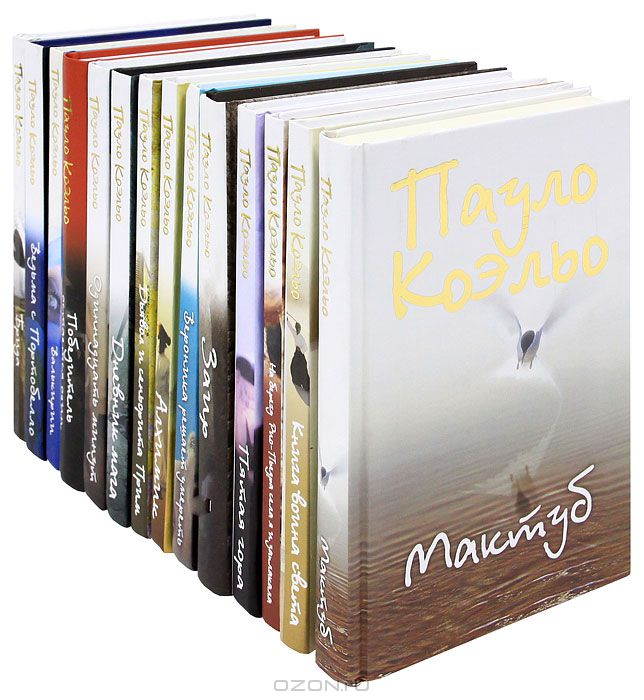 Пауло Коэльо
Брида
Пауло Коэльо
Ведьма с Портобелло
Пауло Коэльо
Валькирии
Пауло Коэльо
Победитель
остается один
Пауло Коэльо
Одиннадцать минут
Пауло Коэльо
Дневник мага
Пауло Коэльо
Дьявол и сеньорита Прим
Пауло Коэльо
Алхимик
Пауло Коэльо
Вероника решает умереть
Пауло Коэльо
Заир
Пауло Коэльо
Пятая гора
Пауло Коэльо
На берегу Рио-Пьедра села я и заплакала
Пауло Коэльо
Книга воина света
Пауло Коэльо
Мактуб
Пауло
Коэльо
Мактуб
OZON.ru